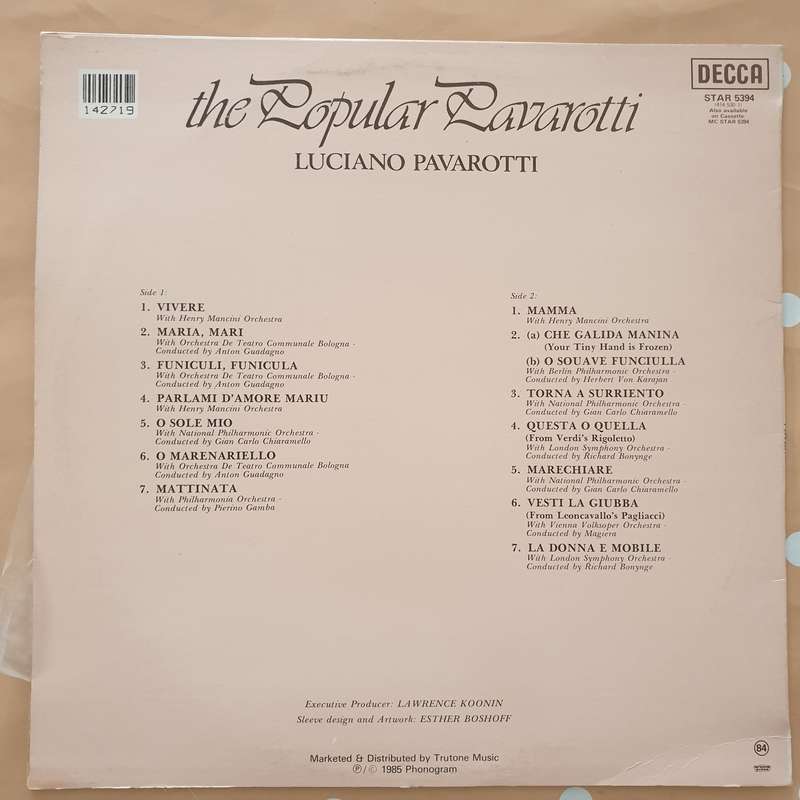 142719
the Popular Pavarotti
LUCIANO PAVAROTTI
DECCA
STAR 5394
Also available
on Cassette
MC STAR 5394
Side 1:
1. VIVERE
With Henry Mancini Orchestra
2. MARIA, MARI
With Orchestra De Teatro Communale Bologna -
Conducted by Anton Guadagno
3. FUNICULI, FUNICULA
With Orchestra De Teatro Communale Bologna -
Conducted by Anton Guadagno
4. PARLAMI D'AMORE MARIU
With Henry Mancini Orchestra
5. O SOLE MIO
With National Philharmonic Orchestra -
Conducted by Gian Carlo Chiaramello
6. O MARENARIELLO
With Orchestra De Teatro Communale Bologna
Conducted by Anton Guadagno
7. MATTINATA
With Philharmonia Orchestra -
Conducted by Pierino Gamba
Side 2:
1. MAMMA
With Henry Mancini Orchestra
2. (a) CHE GALIDA MANINA
(Your Tiny Hand is Frozen)
(b) O SOUAVE FUNCIULLA
With Berlin Philharmonic Orchestra -
Conducted by Herbert Von Karajan
3. TORNA A SURRIENTO
With National Philharmonic Orchestra -
Conducted by Gian Carlo Chiaramello
4. QUESTA O QUELLA
(From Verdi's Rigoletto)
With London Symphony Orchestra -
Conducted by Richard Bonynge
5. MARECHIARE
With National Philharmonic Orchestra -
Conducted by Gian Carlo Chiaramello
6. VESTI LA GIUBBA
(From Leoncavallo's Pagliacci)
With Vienna Volksoper Orchestra -
Conducted by Magiera
7. LA DONNA E MOBILE
With London Symphony Orchestra -
Conducted by Richard Bonynge
Executive Producer: LAWRENCE KOONIN
Sleeve design and Artwork: ESTHER BOSHOFF
Marketed & Distributed by Trutone Music
Ⓟ/© 1985 Phonogram
84